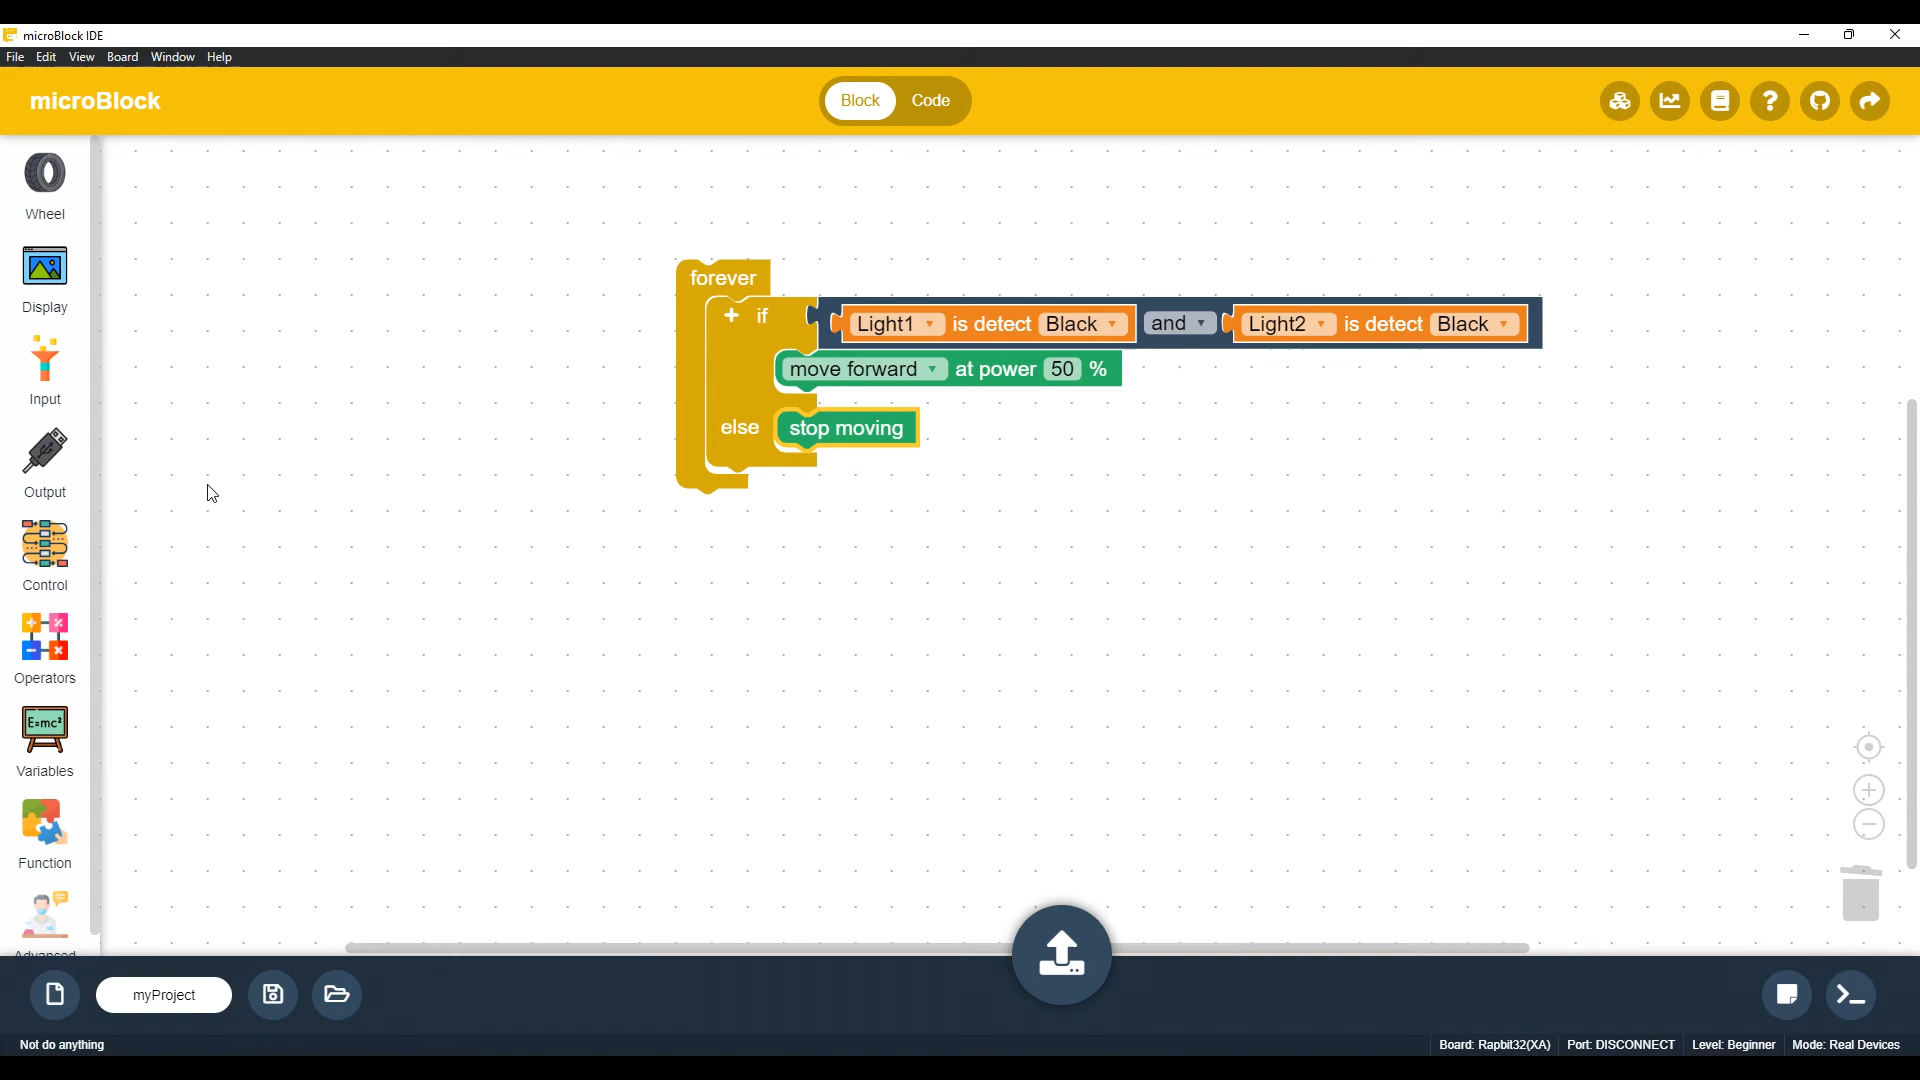 microBlock IDE
File Edit View Board Window Help
microBlock
Block Code
Wheel
Display
Input
Output
Control
Operators
E=mc²
Variables
Function
Advanced
forever
+ if Light1 is detect Black and Light2 is detect Black
move forward at power 50 %
else stop moving
myProject
Not do anything
Board: Rapbit32(XA) Port: DISCONNECT Level: Beginner Mode: Real Devices